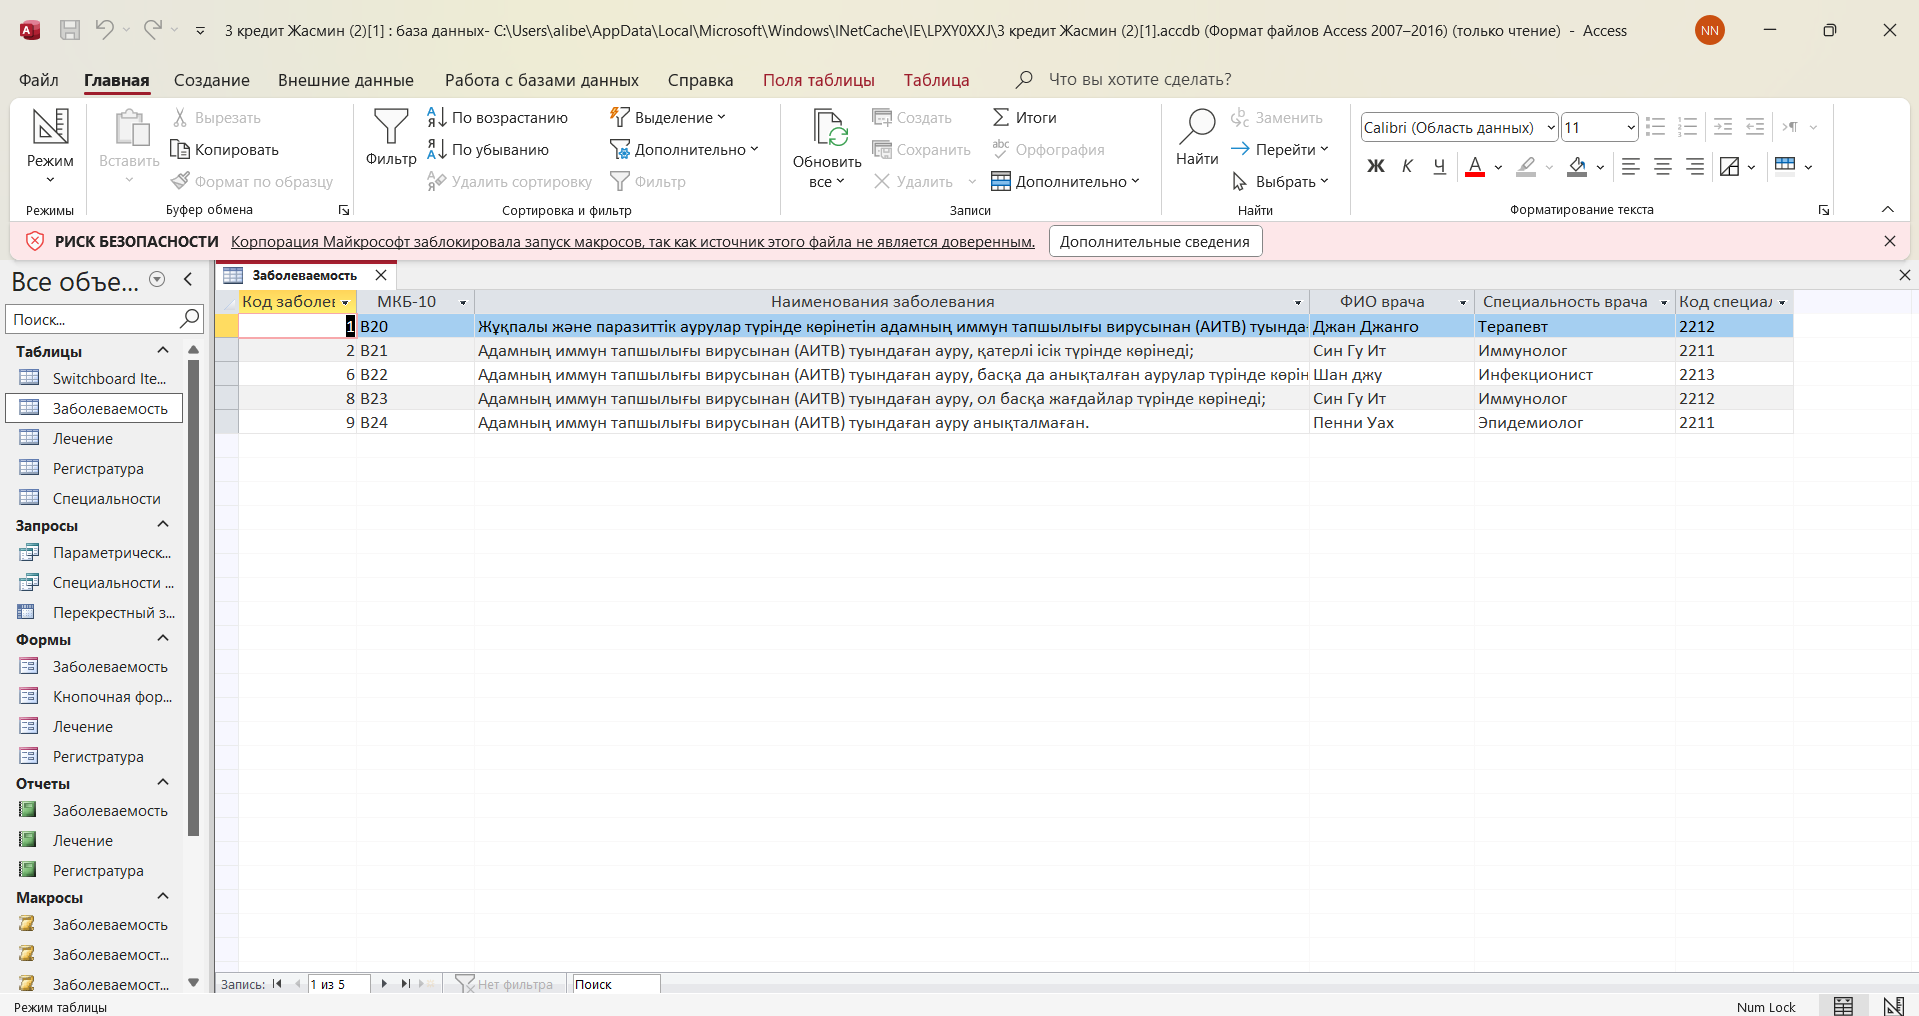 3 кредит Жасмин (2)[1] : база данных- C:\Users\alibe\AppData\Local\Microsoft\Windows\INetCache\IE\LPXY0XXJ\3 кредит Жасмин (2)[1].accdb (Формат файлов Access 2007–2016) (только чтение) - Access
NN
Файл Главная Создание Внешние данные Работа с базами данных Справка Поля таблицы Таблица Что вы хотите сделать?
Режим
Режимы
Вставить
Вырезать
Копировать
Формат по образцу
Буфер обмена
Фильтр
По возрастанию
По убыванию
Удалить сортировку
Выделение
Дополнительно
Фильтр
Сортировка и фильтр
Обновить все
Создать
Сохранить
Удалить
Итоги
Орфография
Дополнительно
Записи
Найти
Заменить
Перейти
Выбрать
Найти
Calibri (Область данных) 11
Ж К Ч А
Форматирование текста
РИСК БЕЗОПАСНОСТИ Корпорация Майкрософт заблокировала запуск макросов, так как источник этого файла не является доверенным. Дополнительные сведения
Все объе...
Поиск...
Таблицы
Switchboard Ite...
Заболеваемость
Лечение
Регистратура
Специальности
Запросы
Параметрическ...
Специальности ...
Перекрестный з...
Формы
Заболеваемость
Кнопочная фор...
Лечение
Регистратура
Отчеты
Заболеваемость
Лечение
Регистратура
Макросы
Заболеваемость
Заболеваемост...
Заболеваемост...
Заболеваемость
Код заболев МКБ-10 Наименования заболевания ФИО врача Специальность врача Код специал
1 B20 Жұқпалы және паразиттік аурулар түрінде көрінетін адамның иммун тапшылығы вирусынан (АИТВ) туында Джан Джанго Терапевт 2212
2 B21 Адамның иммун тапшылығы вирусынан (АИТВ) туындаған ауру, қатерлі ісік түрінде көрінеді; Син Гу Ит Иммунолог 2211
6 B22 Адамның иммун тапшылығы вирусынан (АИТВ) туындаған ауру, басқа да анықталған аурулар түрінде көрін Шан джу Инфекционист 2213
8 B23 Адамның иммун тапшылығы вирусынан (АИТВ) туындаған ауру, ол басқа жағдайлар түрінде көрінеді; Син Гу Ит Иммунолог 2212
9 B24 Адамның иммун тапшылығы вирусынан (АИТВ) туындаған ауру анықталмаған. Пенни Уах Эпидемиолог 2211
Запись: 1 из 5 Нет фильтра Поиск
Режим таблицы Num Lock